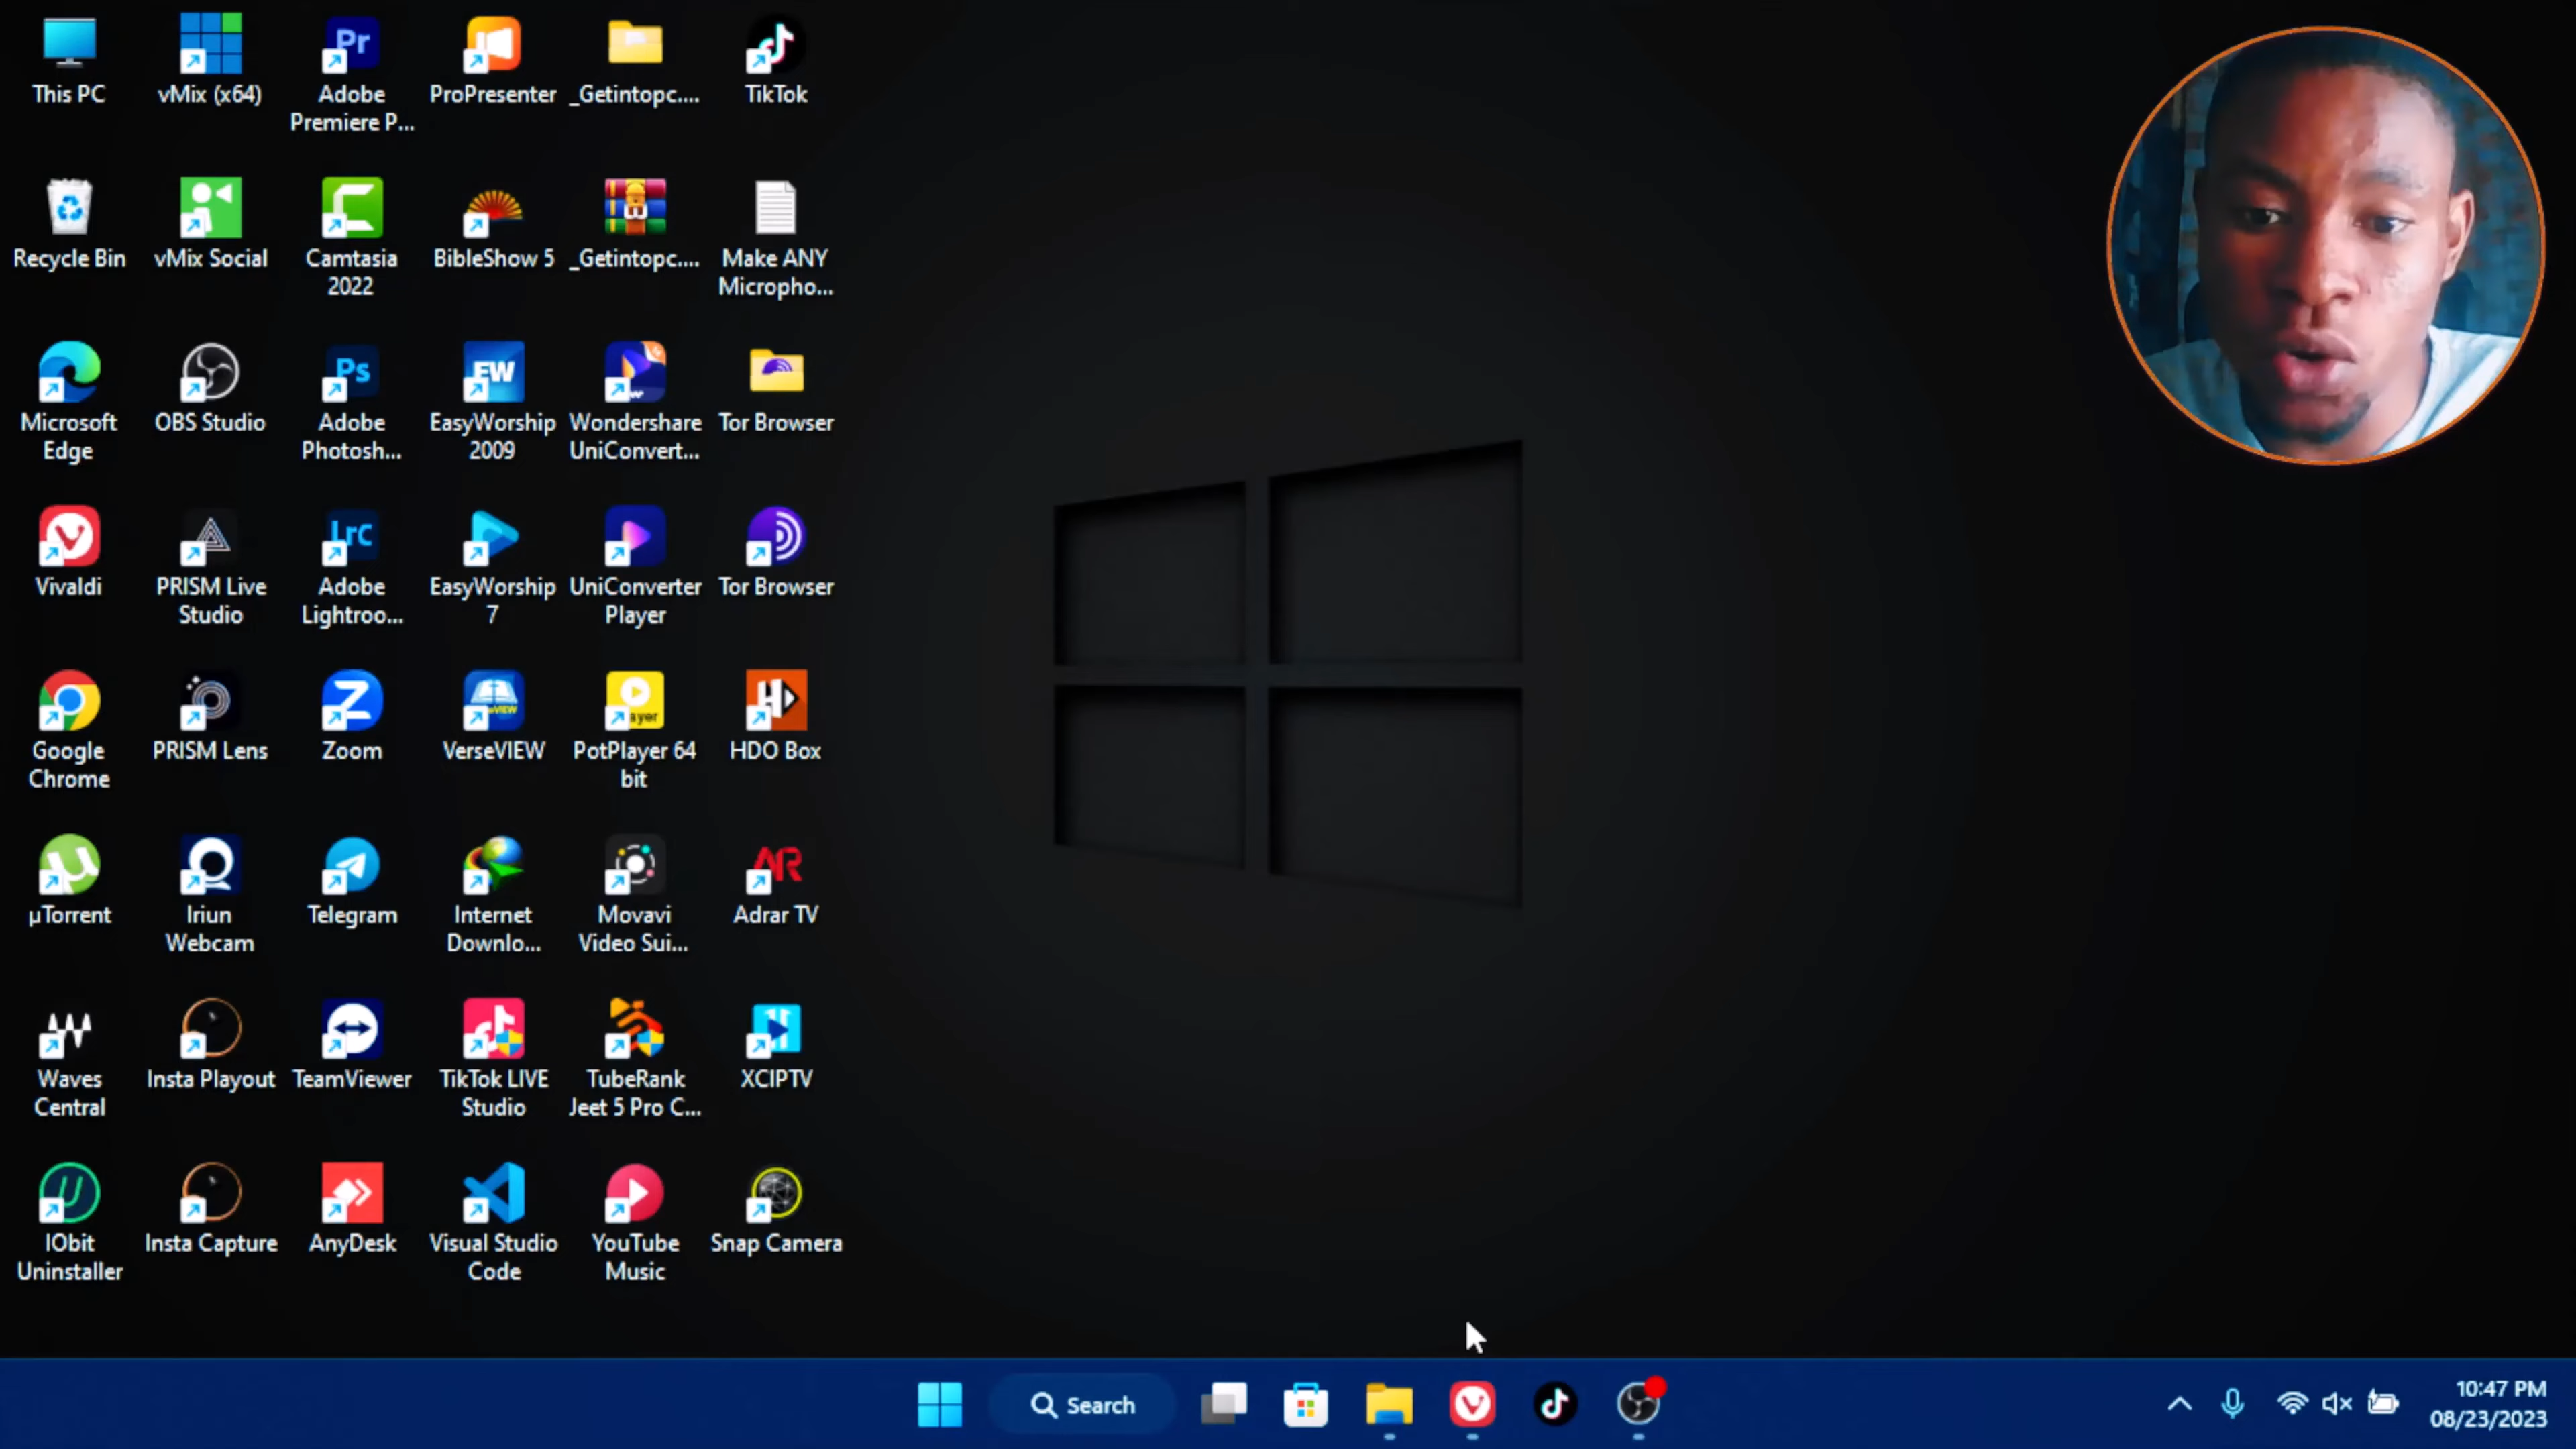 This PC
vMix (x64)
Adobe
Premiere P...
ProPresenter
_Getintopc....
TikTok
Recycle Bin
vMix Social
Camtasia
2022
BibleShow 5
_Getintopc....
Make ANY
Micropho...
Microsoft
Edge
OBS Studio
Ps
Adobe
Photosh...
EW
EasyWorship
2009
Wondershare
UniConvert...
Tor Browser
Vivaldi
PRISM Live
Studio
Lrc
Adobe
Lightroo...
EasyWorship
7
UniConverter
Player
Tor Browser
Google
Chrome
PRISM Lens
Zoom
VerseVIEW
PotPlayer 64
bit
HDO Box
µTorrent
Iriun
Webcam
Telegram
Internet
Downlo...
Movavi
Video Sui...
Adrar TV
Waves
Central
Insta Playout
TeamViewer
TikTok LIVE
Studio
TubeRank
Jeet 5 Pro C...
XCIPTV
IObit
Uninstaller
Insta Capture
AnyDesk
Visual Studio
Code
YouTube
Music
Snap Camera
Pr
Search
10:47 PM
08/23/2023